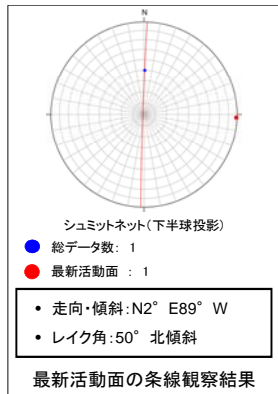 N
シュミットネット(下半球投影)
総データ数: 1
最新活動面 : 1
• 走向・傾斜:N2° E89° W
• レイク角:50° 北傾斜
最新活動面の条線観察結果